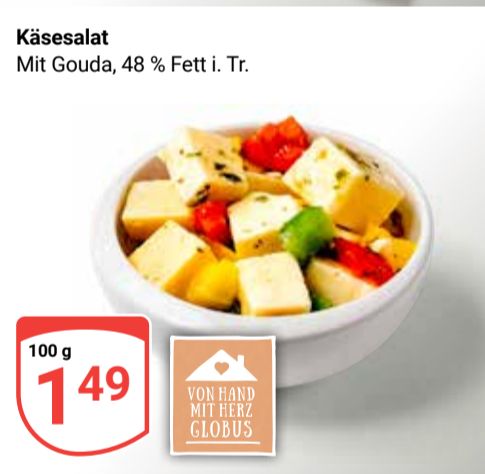 Käsesalat
Mit Gouda, 48 % Fett i. Tr.
100 g
1 49
VON HAND
MIT HERZ
GLOBUS